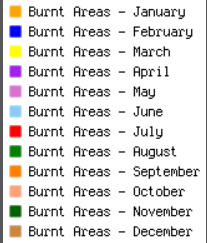 Burnt Areas - January
Burnt Areas - February
Burnt Areas - March
Burnt Areas - April
Burnt Areas - May
Burnt Areas - June
Burnt Areas - July
Burnt Areas - August
Burnt Areas - September
Burnt Areas - October
Burnt Areas - November
Burnt Areas - December